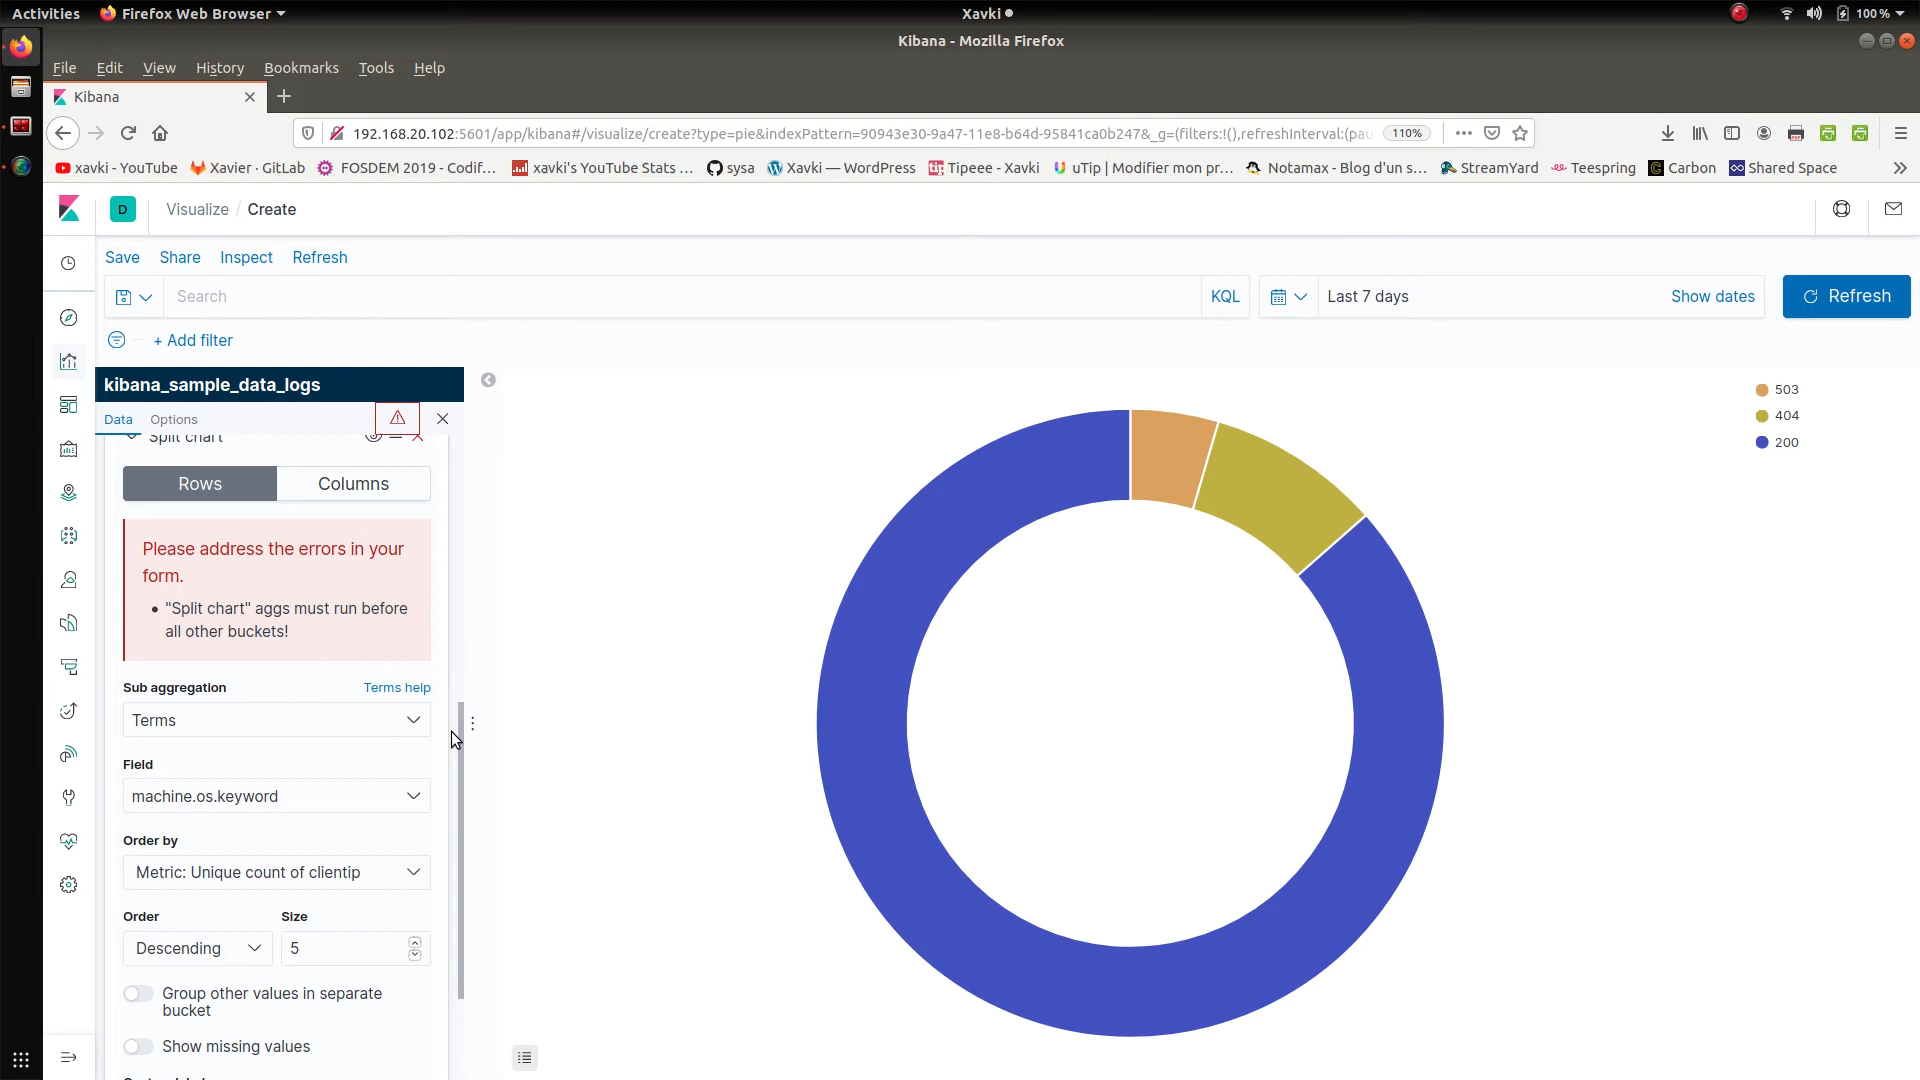 Activities Firefox Web Browser Xavki 100 %
Kibana - Mozilla Firefox
File Edit View History Bookmarks Tools Help
Kibana
192.168.20.102:5601/app/kibana#/visualize/create?type=pie&indexPattern=90943e30-9a47-11e8-b64d-95841ca0b247&_g=(filters:!(),refreshInterval:(pau 110%
xavki - YouTube Xavier · GitLab FOSDEM 2019 - Codif... xavki's YouTube Stats ... sysa Xavki — WordPress Tipeee - Xavki uTip | Modifier mon pr... Notamax - Blog d'un s... StreamYard Teespring Carbon Shared Space
D Visualize / Create
Save Share Inspect Refresh
Search KQL Last 7 days Show dates Refresh
+ Add filter
kibana_sample_data_logs
Data Options
Split chart
Rows Columns
Please address the errors in your
form.
"Split chart" aggs must run before
all other buckets!
Sub aggregation Terms help
Terms
Field
machine.os.keyword
Order by
Metric: Unique count of clientip
Order Size
Descending 5
Group other values in separate
bucket
Show missing values
503
404
200